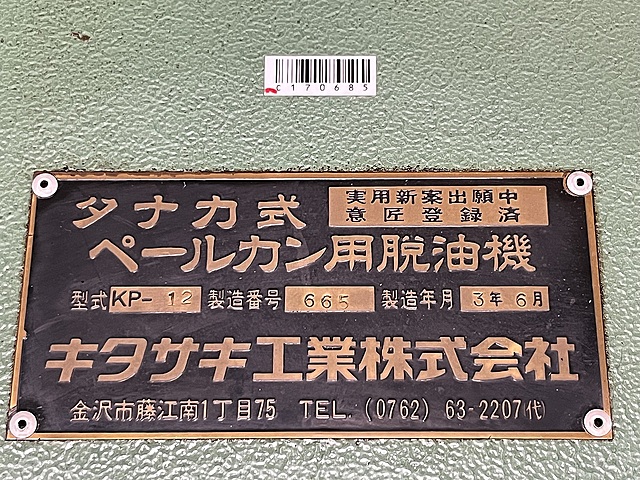 C170685
タナカ式
実用新案出願中
意匠登録済
ペールカン用脱油機
型式 KP-12 製造番号 665 製造年月 3年6月
キタサキ工業株式会社
金沢市藤江南1丁目75 TEL.(0762)63-2207代)